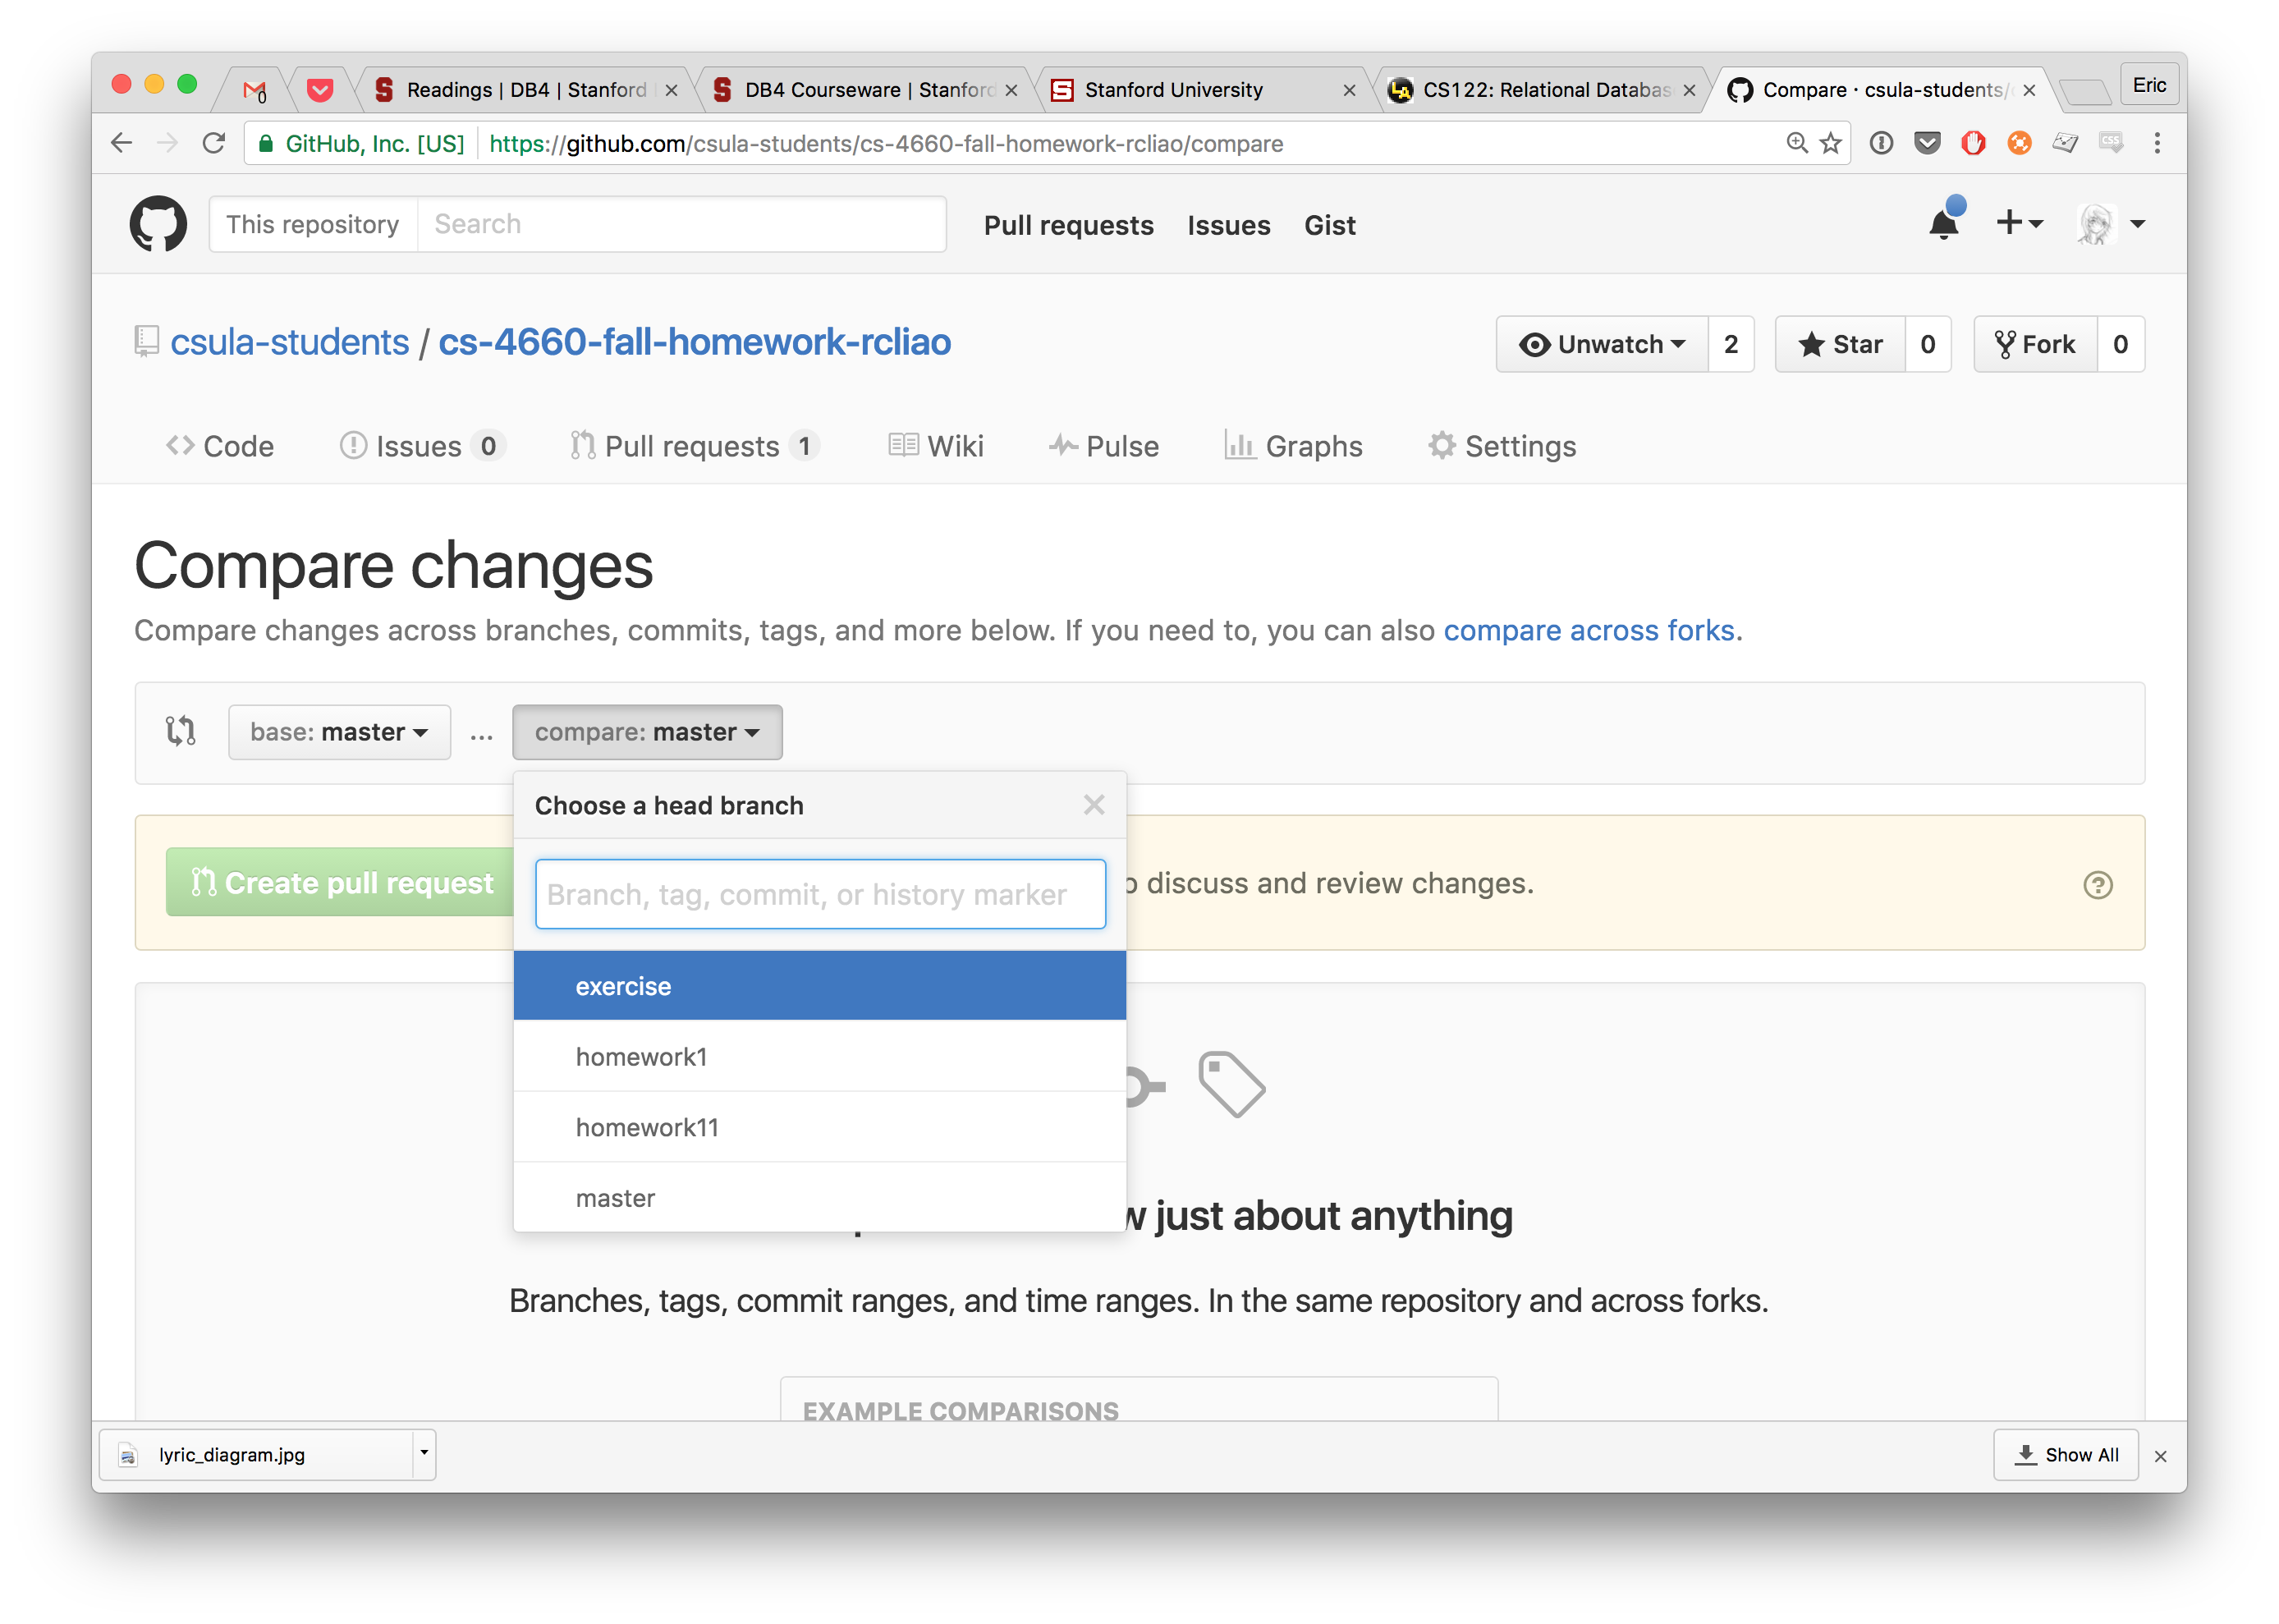 0 Readings | DB4 | Stanford DB4 Courseware | Stanford Stanford University CS122: Relational Databas Compare · csula-students/ Eric
GitHub, Inc. [US] https://github.com/csula-students/cs-4660-fall-homework-rcliao/compare
This repository Search Pull requests Issues Gist
csula-students / cs-4660-fall-homework-rcliao Unwatch 2 Star 0 Fork 0
Code Issues 0 Pull requests 1 Wiki Pulse Graphs Settings
Compare changes
Compare changes across branches, commits, tags, and more below. If you need to, you can also compare across forks.
base: master ... compare: master
Choose a head branch
Create pull request Branch, tag, commit, or history marker discuss and review changes.
exercise
homework1
homework11
master
just about anything
Branches, tags, commit ranges, and time ranges. In the same repository and across forks.
EXAMPLE COMPARISONS
lyric_diagram.jpg Show All